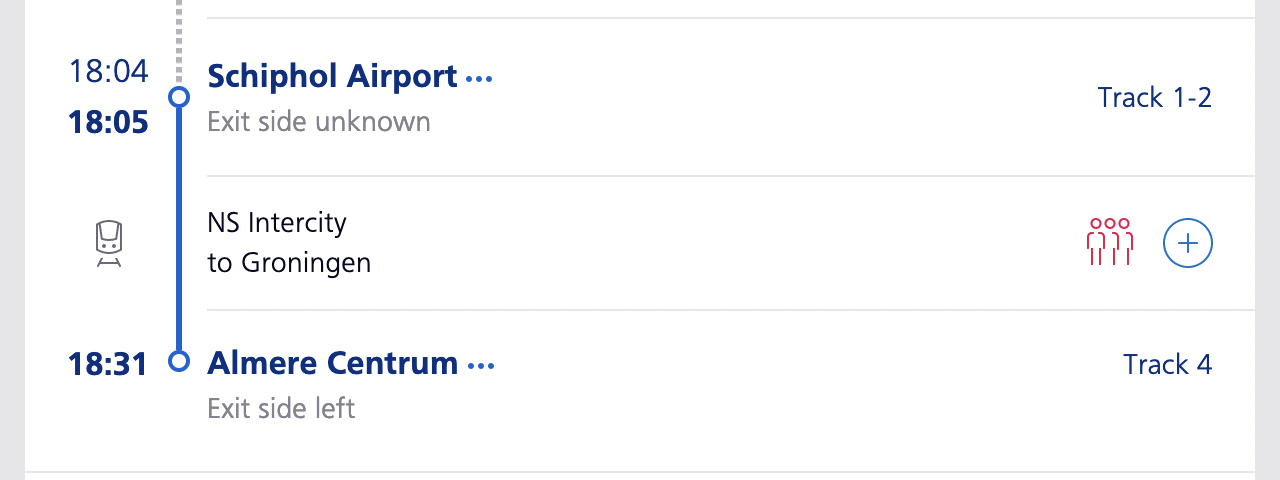 18:04
Schiphol Airport ...
Track 1-2
18:05
Exit side unknown
NS Intercity
to Groningen
18:31
Almere Centrum ...
Track 4
Exit side left